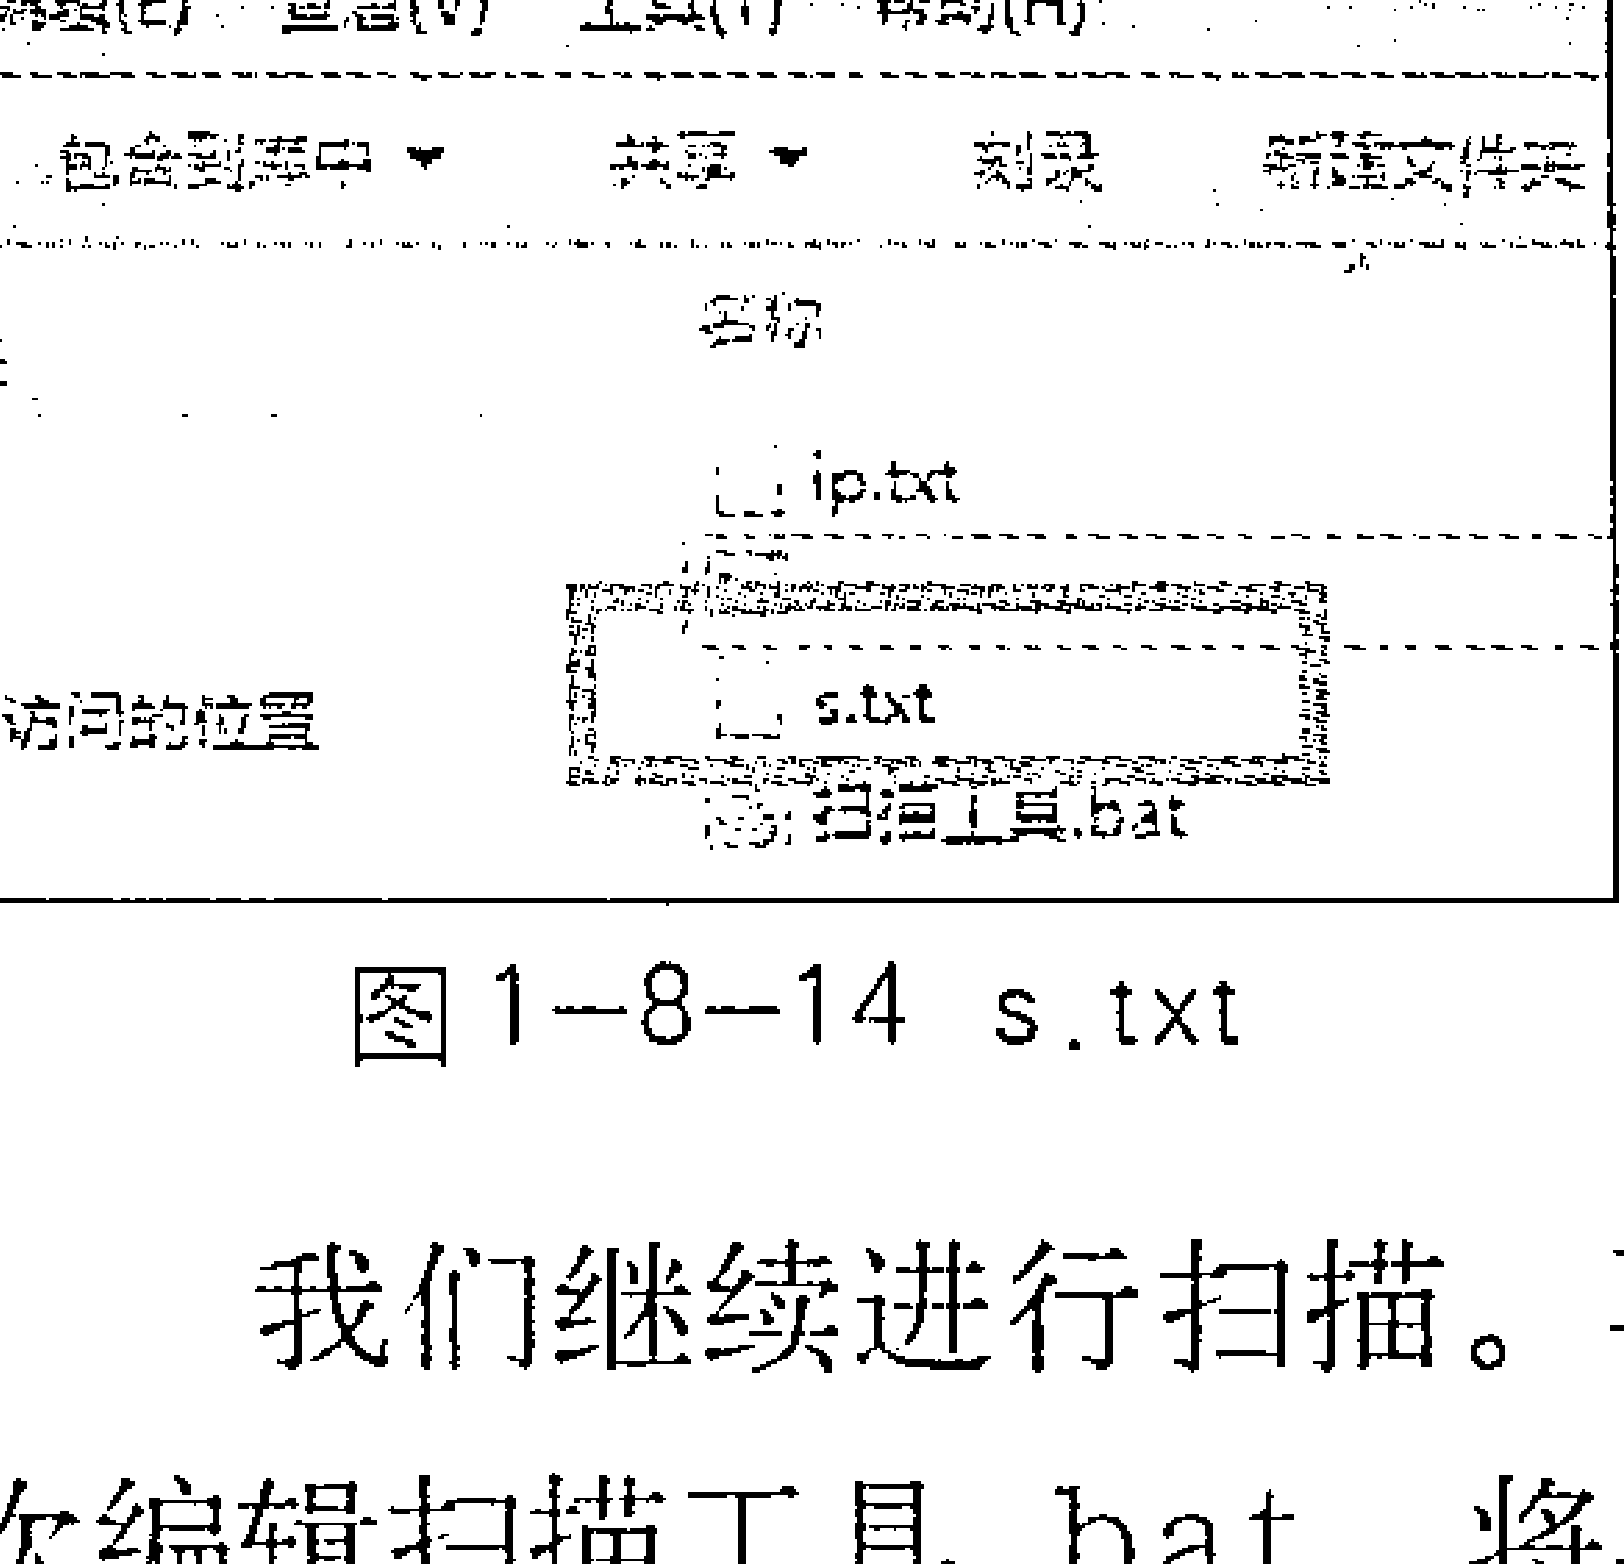 编辑(E) 查看(V) 工具(T) 帮助(H)
包含到库中 共享 刻录 新建文件夹
名称
ip.txt
s.txt
访问的位置
扫描工具.bat
图 1-8-14 s.txt
我们继续进行扫描。
次编辑扫描工具.bat 将